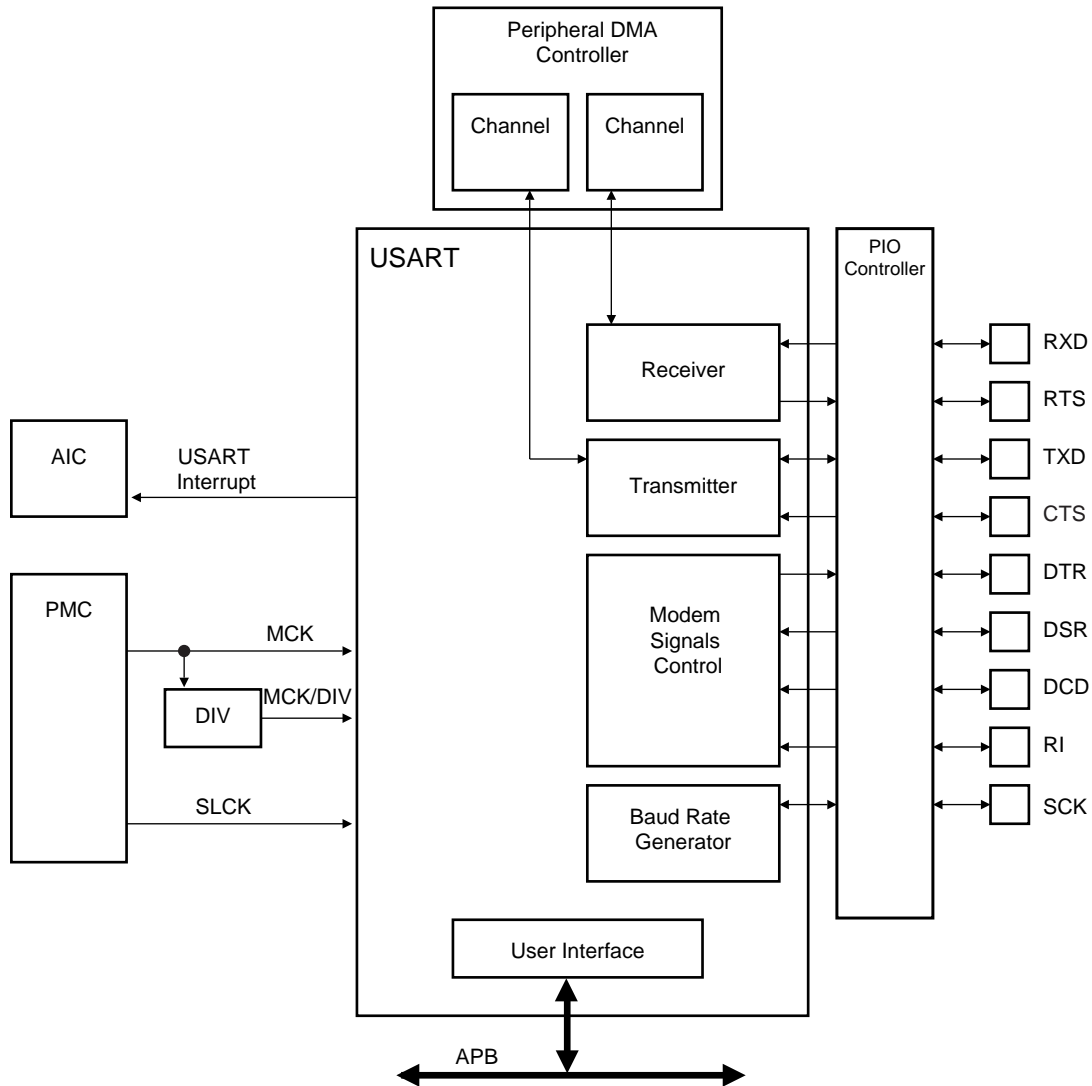 Peripheral DMA
Controller
Channel
Channel
USART
PIO
Controller
Receiver
RXD
RTS
AIC
USART
Interrupt
Transmitter
TXD
CTS
PMC
MCK
DIV
MCK/DIV
SLCK
Modem
Signals
Control
DTR
DSR
DCD
RI
Baud Rate
Generator
SCK
User Interface
APB